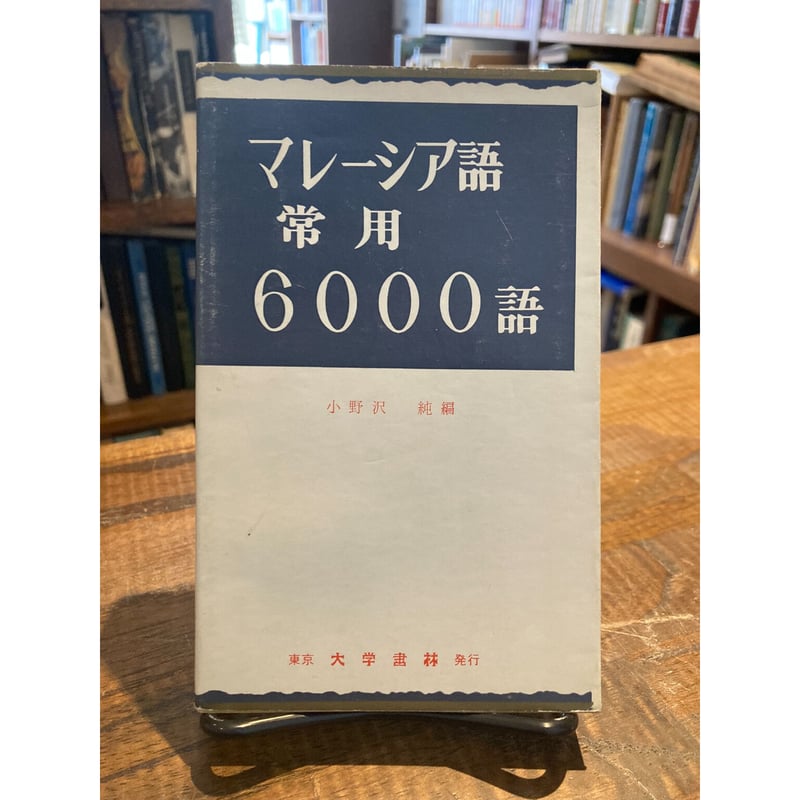 マレーシア語
常用
6000語
小野沢 純編
東京 大学書林 発行